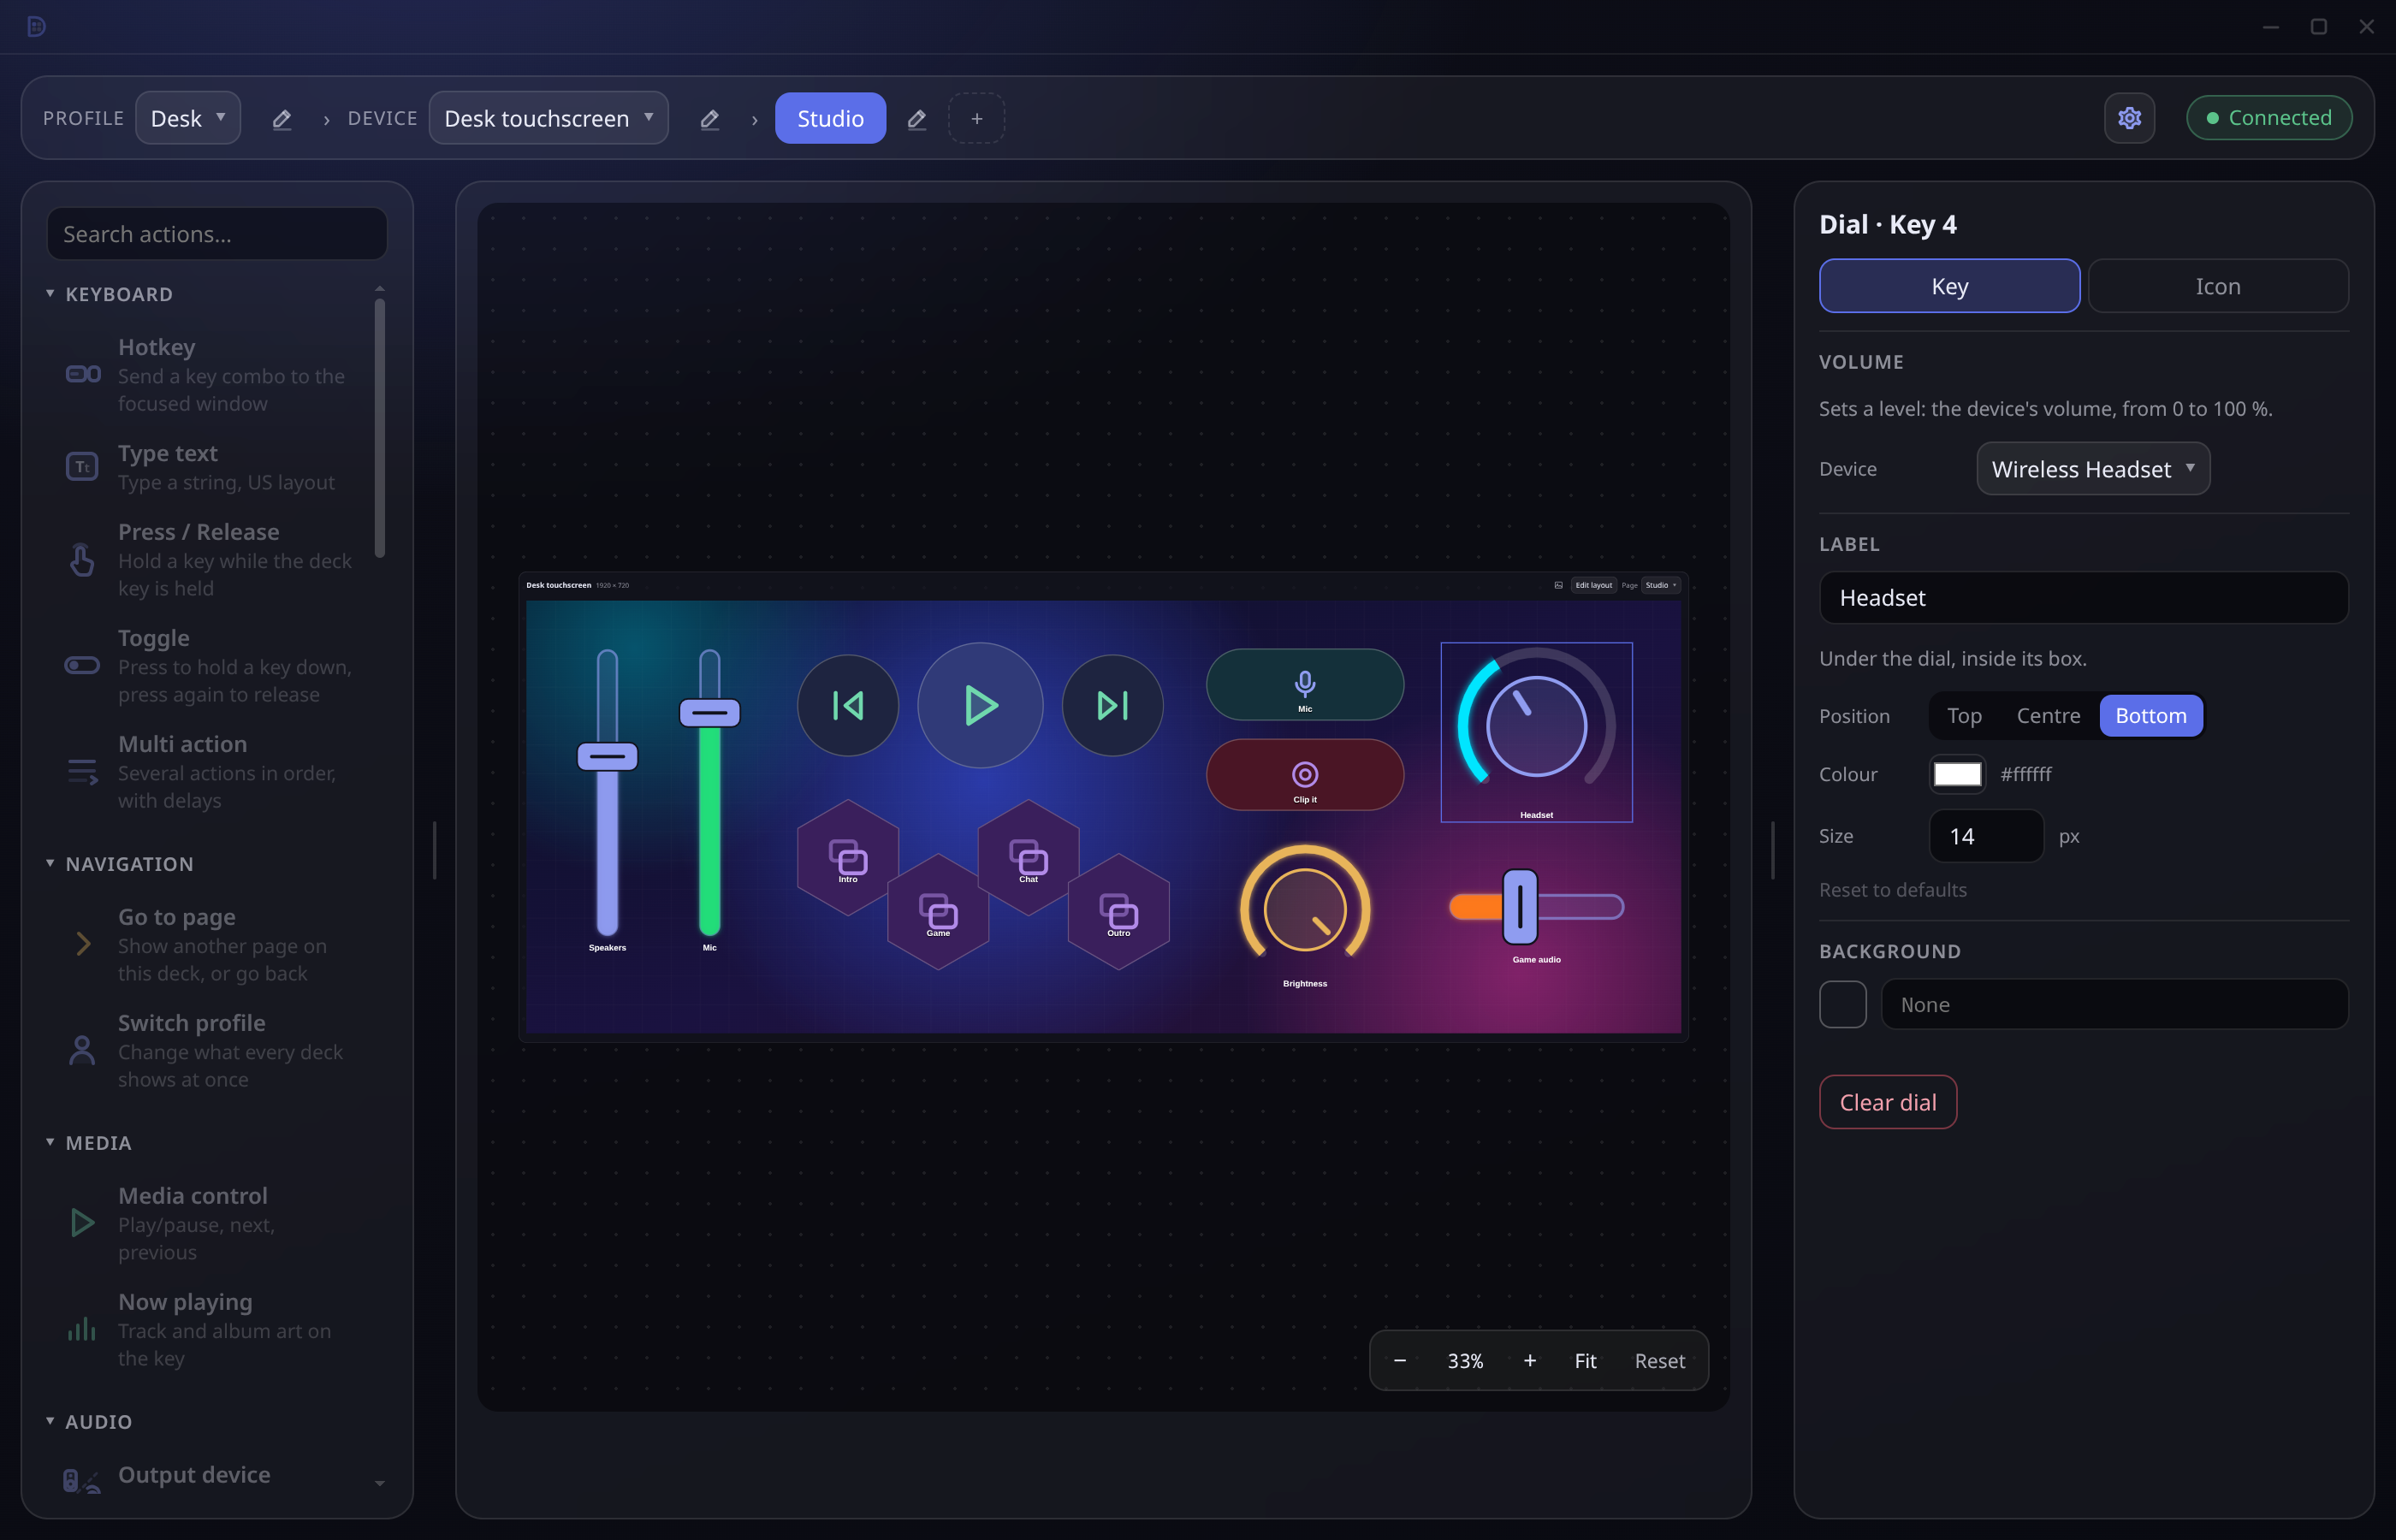 PROFILE Desk DEVICE Desk touchscreen Studio + Connected
Search actions...
KEYBOARD
Hotkey
Send a key combo to the
focused window
Type text
Type a string, US layout
Press / Release
Hold a key while the deck
key is held
Toggle
Press to hold a key down,
press again to release
Multi action
Several actions in order,
with delays
NAVIGATION
Go to page
Show another page on
this deck, or go back
Switch profile
Change what every deck
shows at once
MEDIA
Media control
Play/pause, next,
previous
Now playing
Track and album art on
the key
AUDIO
Output device
Desk touchscreen 1920 × 720 Edit layout Page Studio
Speakers
Mic
Intro
Game
Chat
Outro
Mic
Clip it
Brightness
Headset
Game audio
− 33% + Fit Reset
Dial · Key 4
Key Icon
VOLUME
Sets a level: the device's volume, from 0 to 100 %.
Device Wireless Headset
LABEL
Headset
Under the dial, inside its box.
Position Top Centre Bottom
Colour #ffffff
Size 14 px
Reset to defaults
BACKGROUND
None
Clear dial